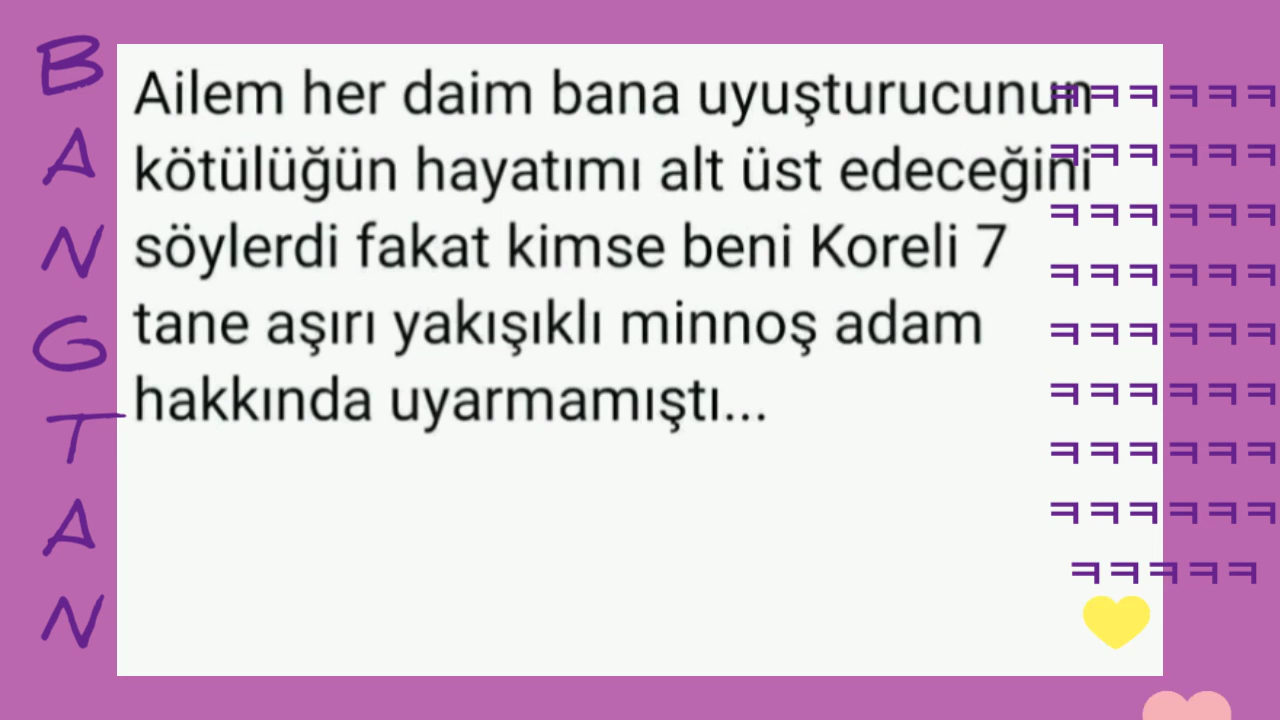 BANGTAN
Ailem her daim bana uyuşturucunun
kötülüğün hayatımı alt üst edeceğini
söylerdi fakat kimse beni Koreli 7
tane aşırı yakışıklı minnoş adam
hakkında uyarmamıştı...
ㅋㅋㅋㅋㅋㅋ
ㅋㅋㅋㅋㅋㅋ
ㅋㅋㅋㅋㅋㅋ
ㅋㅋㅋㅋㅋㅋ
ㅋㅋㅋㅋㅋㅋ
ㅋㅋㅋㅋㅋㅋ
ㅋㅋㅋㅋㅋㅋ
ㅋㅋㅋㅋㅋㅋ
ㅋㅋㅋㅋㅋ